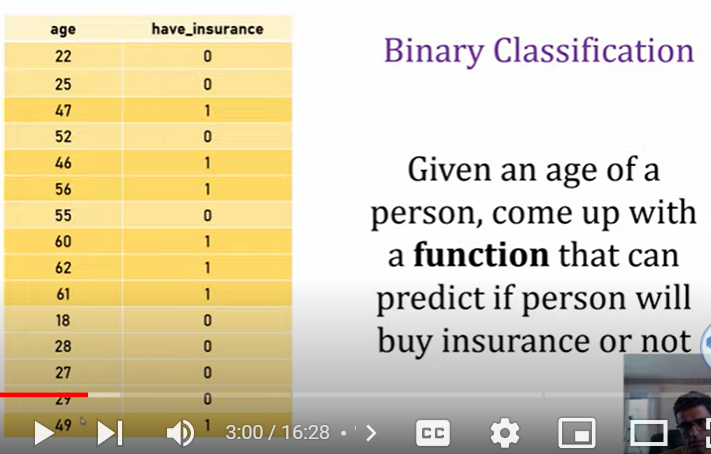 age have_insurance
22 0
25 0
47 1
52 0
46 1
56 1
55 0
60 1
62 1
61 1
18 0
28 0
27 0
29 0
49 1
Binary Classification
Given an age of a
person, come up with
a function that can
predict if person will
buy insurance or not
3:00 / 16:28 •
CC